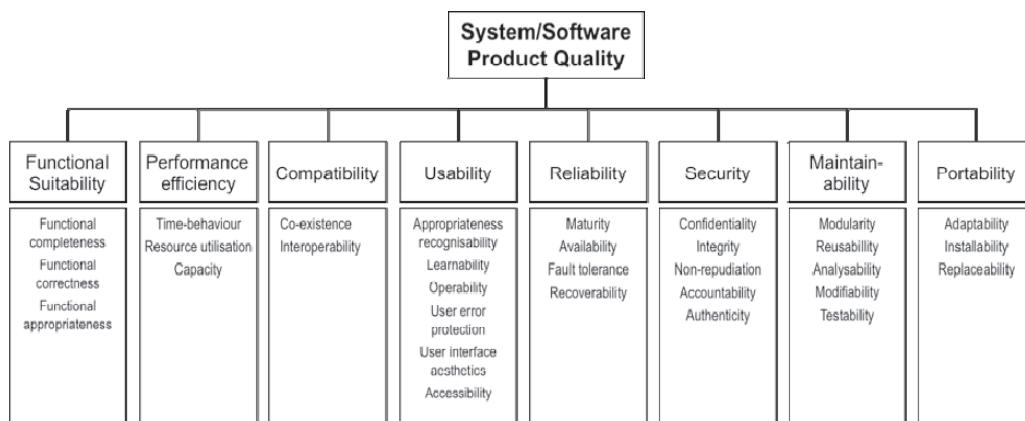 System/Software
Product Quality
Functional
Suitability
Performance
efficiency
Compatibility
Usability
Reliability
Security
Maintain-
ability
Portability
Functional
completeness
Functional
correctness
Functional
appropriateness
Time-behaviour
Resource utilisation
Capacity
Co-existence
Interoperability
Appropriateness
recognisability
Learnability
Operability
User error
protection
User interface
aesthetics
Accessibility
Maturity
Availability
Fault tolerance
Recoverability
Confidentiality
Integrity
Non-repudiation
Accountability
Authenticity
Modularity
Reusabillity
Analysability
Modifiability
Testability
Adaptability
Installability
Replaceability